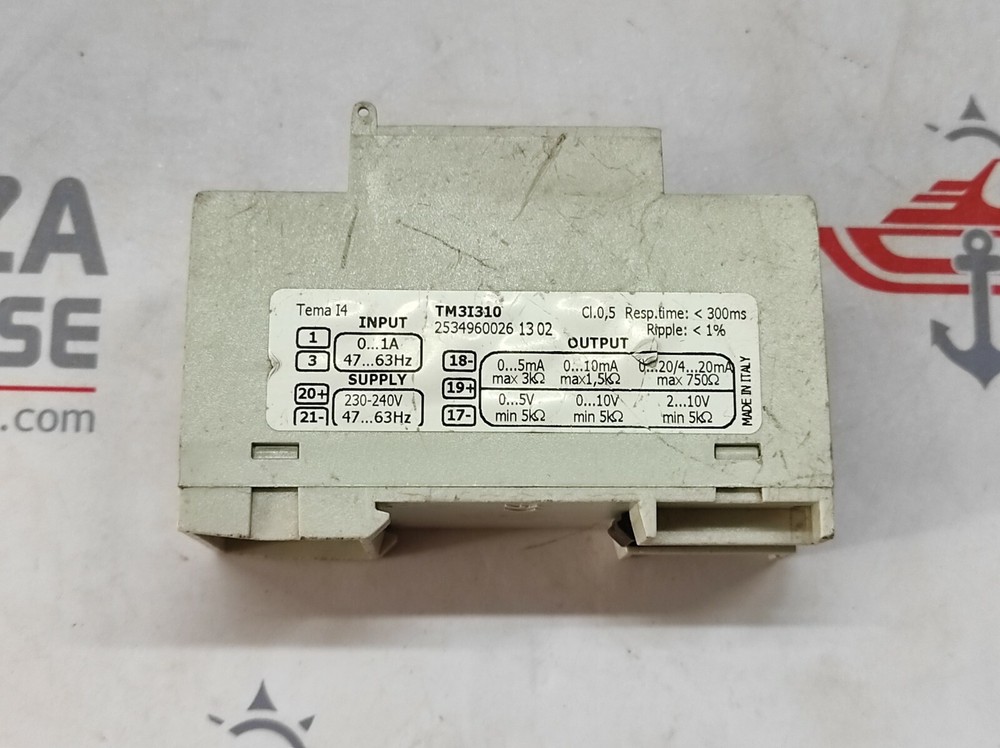 ZA
SE
.com
Tema I4 TM3I310 Cl.0,5 Resp.time: < 300ms
INPUT 2534960026 13 02 Ripple: < 1%
OUTPUT
1 0...1A
3 47...63Hz
18- 0...5mA 0...10mA 0...20/4...20mA
max 3kΩ max1,5kΩ max 750Ω
SUPPLY
20+ 230-240V
21- 47...63Hz
19+ 0...5V 0...10V 2...10V
17- min 5kΩ min 5kΩ min 5kΩ
MADE IN ITALY